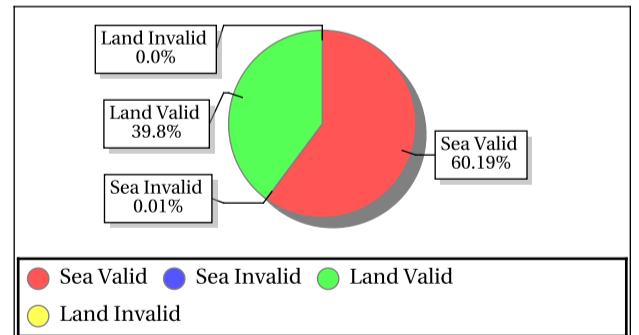 Land Invalid
0.0%
Land Valid
39.8%
Sea Valid
60.19%
Sea Invalid
0.01%
Sea Valid Sea Invalid Land Valid
Land Invalid